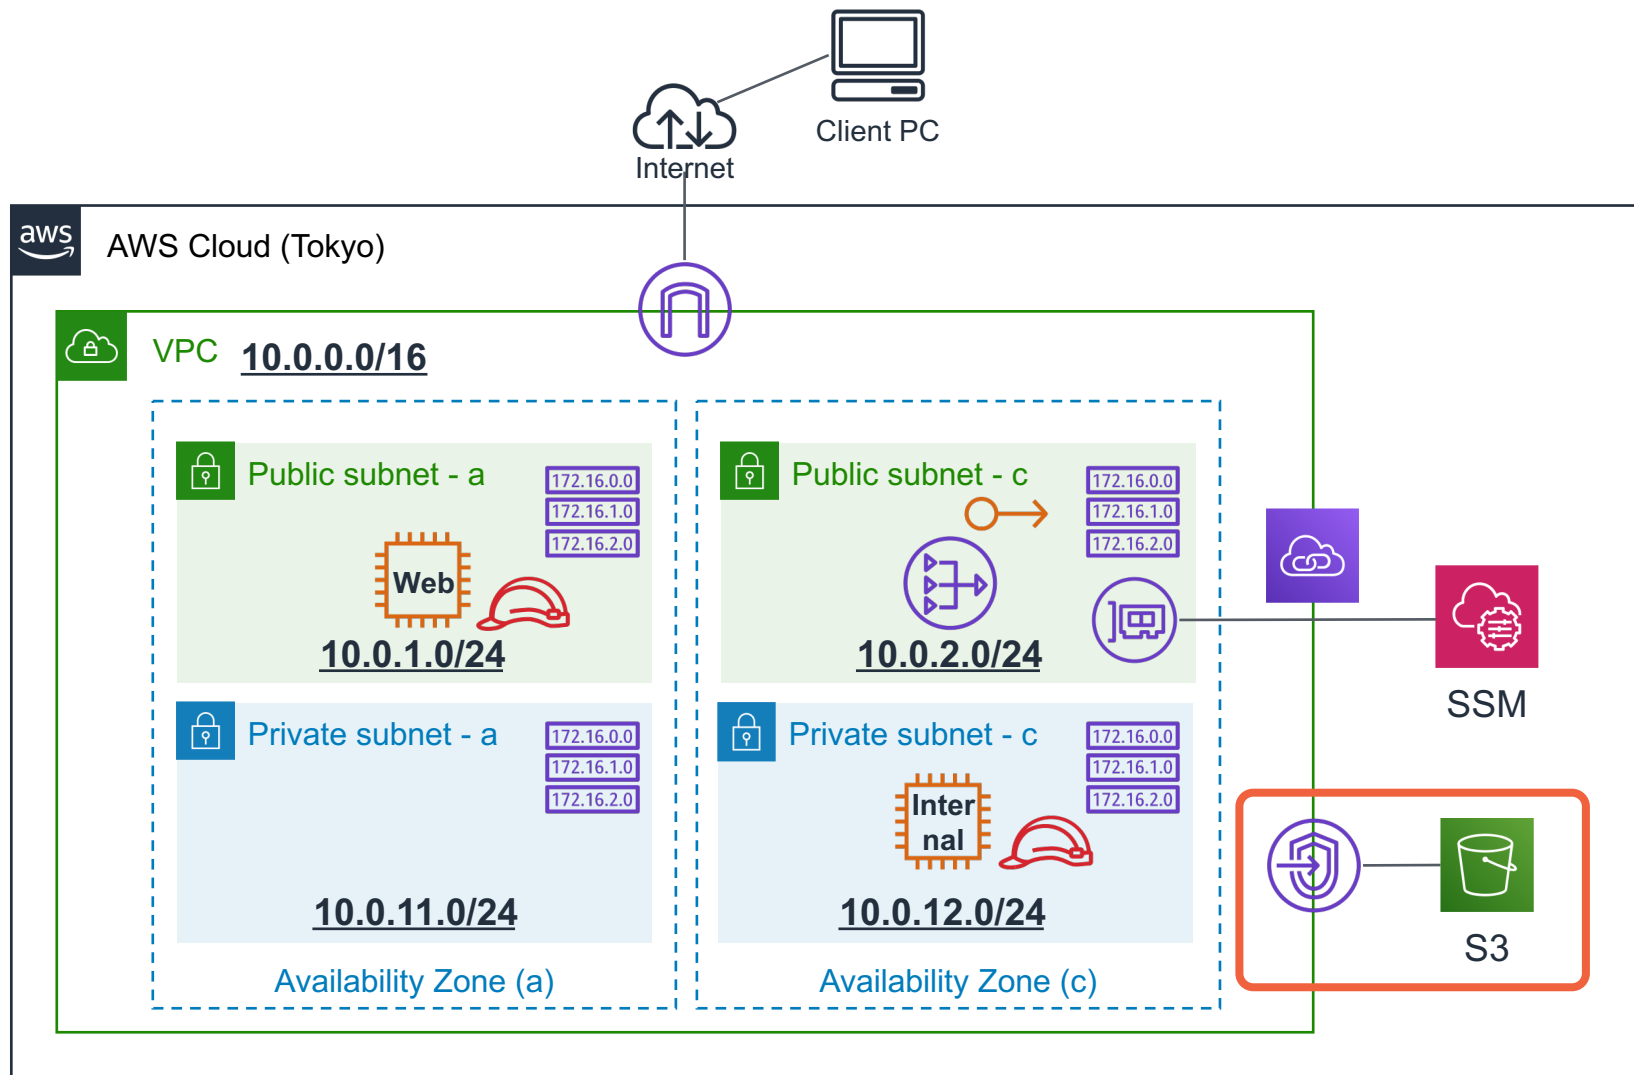 Client PC
Internet
aws
AWS Cloud (Tokyo)
VPC 10.0.0.0/16
Public subnet - a
172.16.0.0
172.16.1.0
172.16.2.0
Web
10.0.1.0/24
Public subnet - c
172.16.0.0
172.16.1.0
172.16.2.0
10.0.2.0/24
SSM
Private subnet - a
172.16.0.0
172.16.1.0
172.16.2.0
10.0.11.0/24
Availability Zone (a)
Private subnet - c
172.16.0.0
172.16.1.0
172.16.2.0
Inter
nal
10.0.12.0/24
Availability Zone (c)
S3